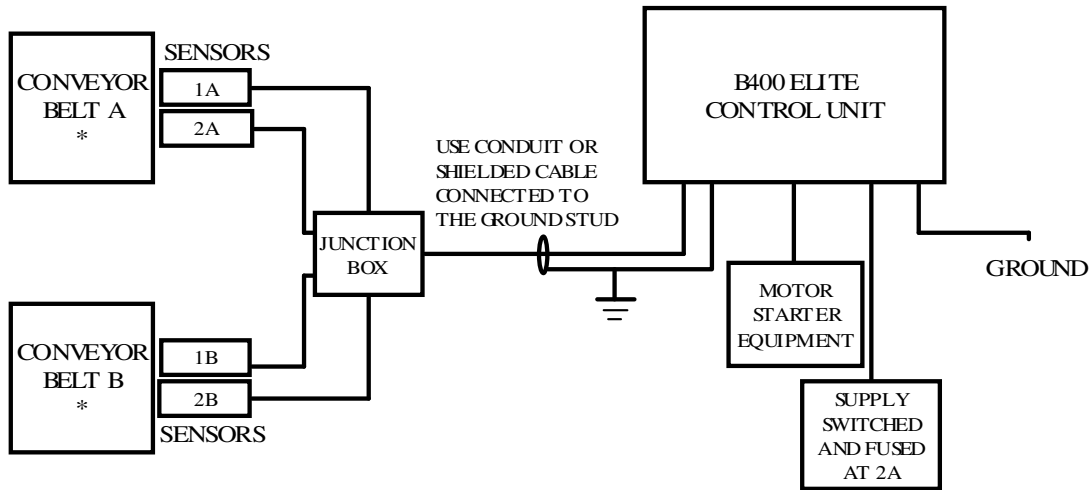 SENSORS
CONVEYOR
BELT A
*
1A
2A
B400 ELITE
CONTROL UNIT
USE CONDUIT OR
SHIELDED CABLE
CONNECTED TO
THE GROUND STUD
JUNCTION
BOX
GROUND
MOTOR
STARTER
EQUIPMENT
CONVEYOR
BELT B
*
1B
2B
SENSORS
SUPPLY
SWITCHED
AND FUSED
AT 2A